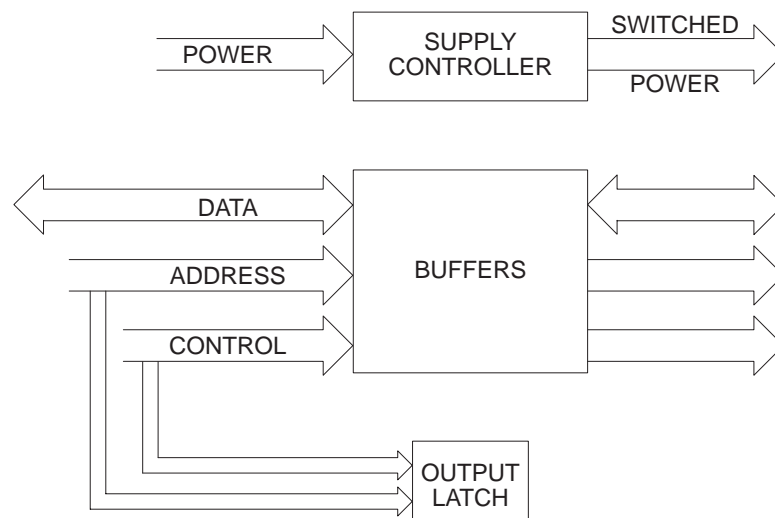 POWER
SUPPLY
CONTROLLER
SWITCHED
POWER
DATA
ADDRESS
CONTROL
BUFFERS
OUTPUT
LATCH